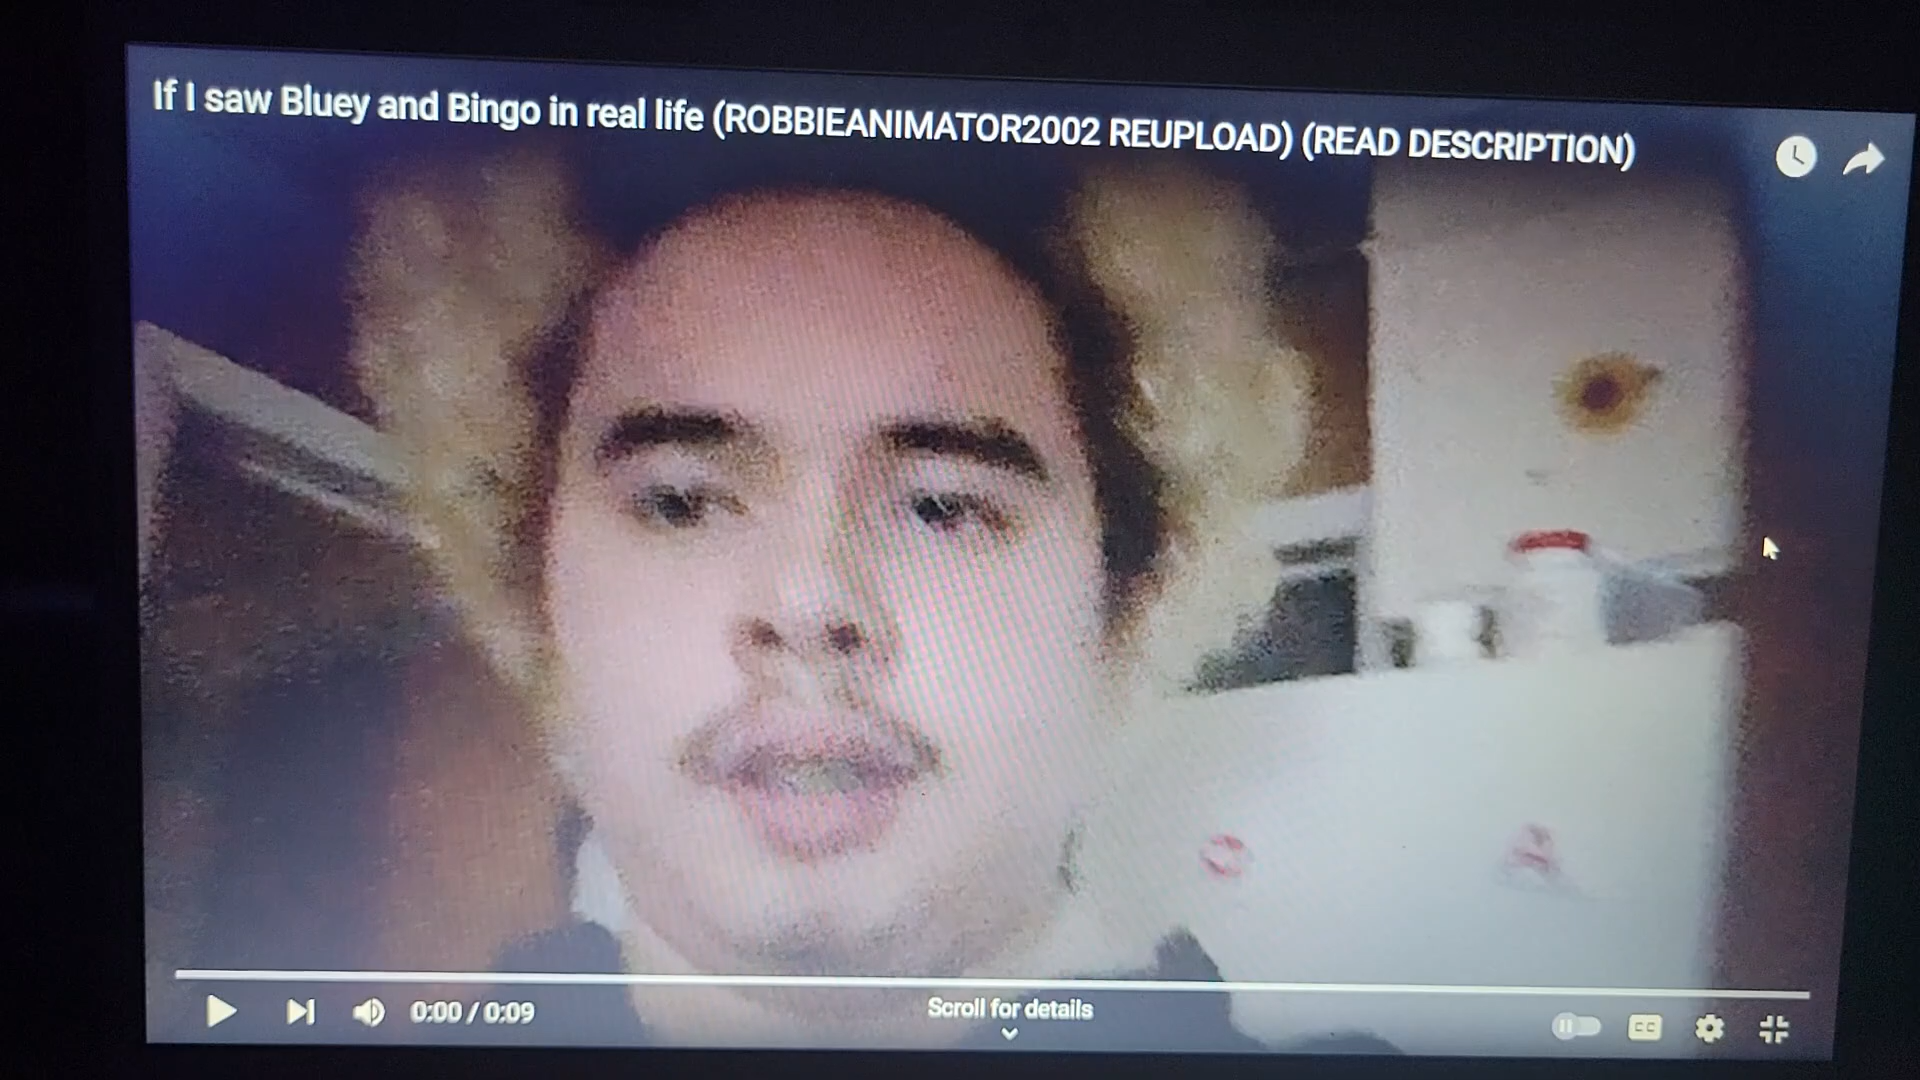 If I saw Bluey and Bingo in real life (ROBBIEANIMATOR2002 REUPLOAD) (READ DESCRIPTION)
0:00 / 0:09
Scroll for details
CC